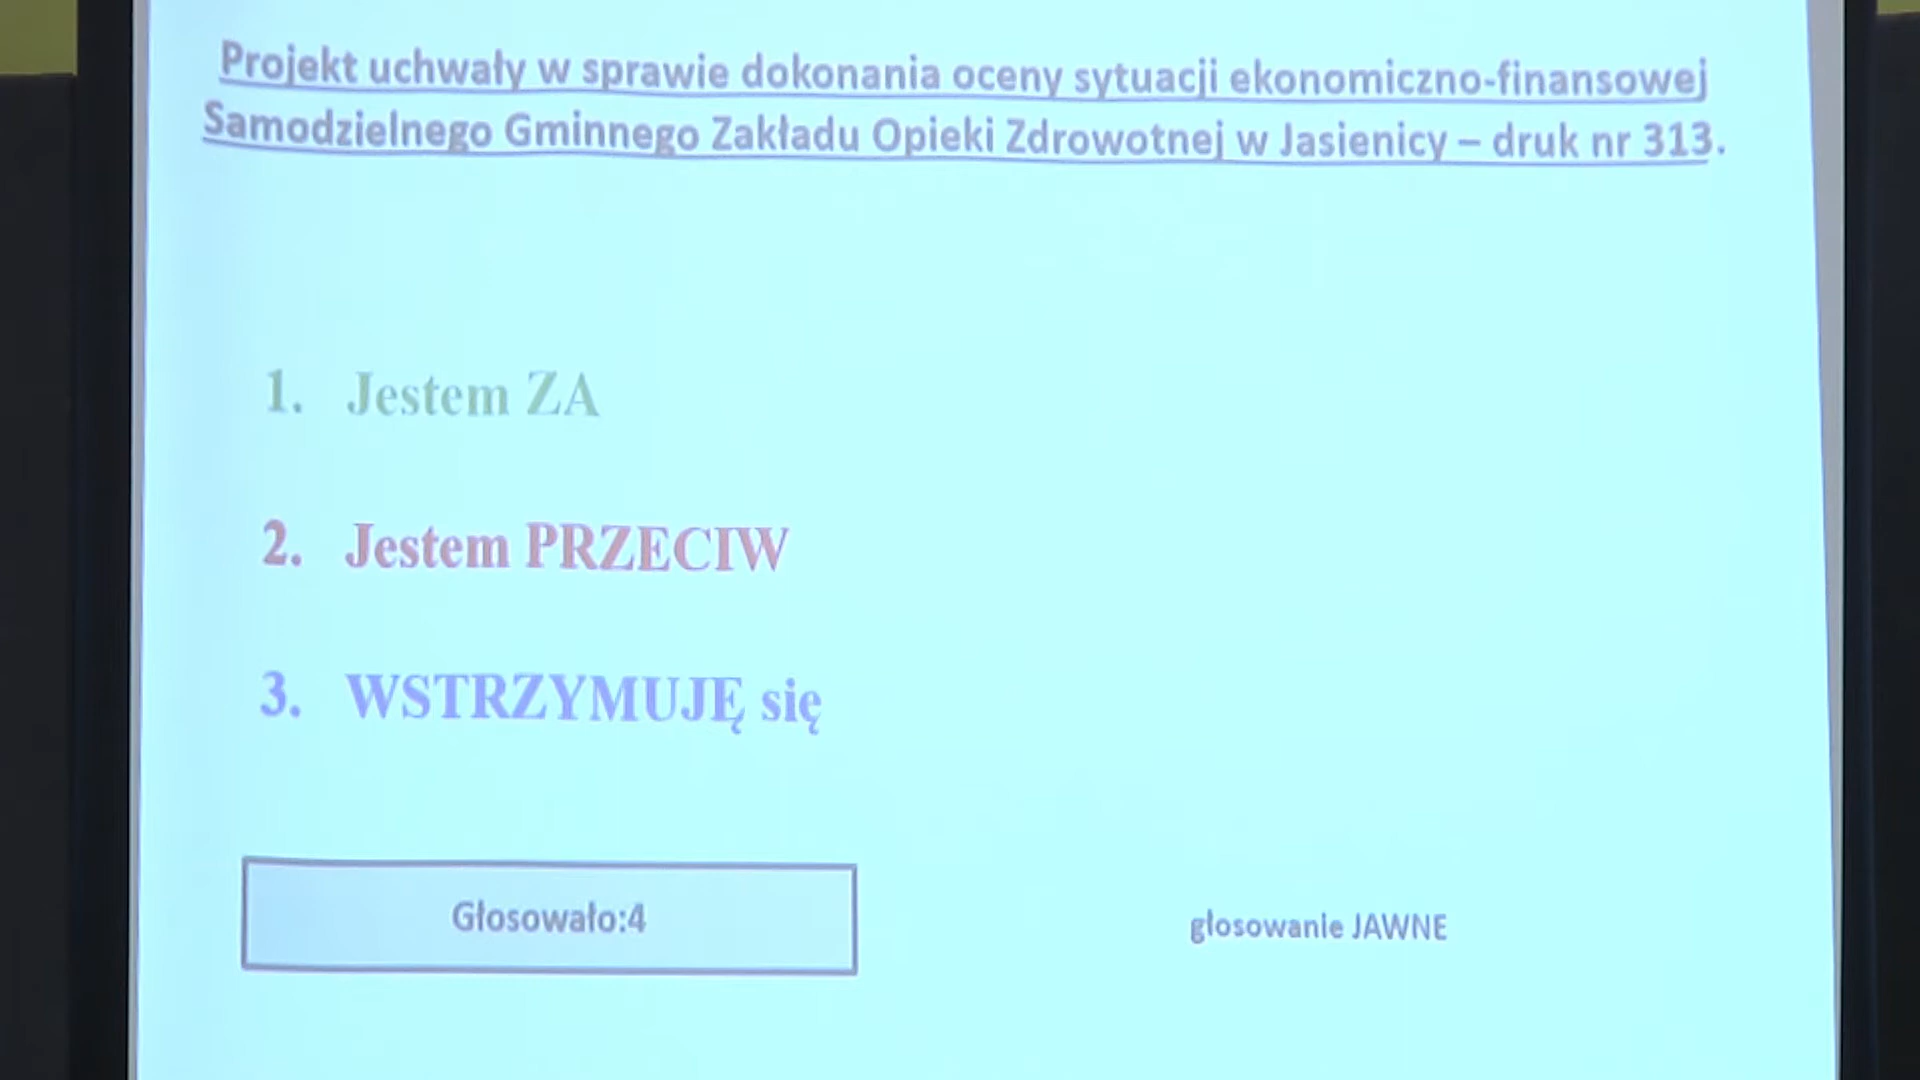 Projekt uchwały w sprawie dokonania oceny sytuacji ekonomiczno-finansowej
Samodzielnego Gminnego Zakładu Opieki Zdrowotnej w Jasienicy – druk nr 313.
1. Jestem ZA
2. Jestem PRZECIW
3. WSTRZYMUJĘ się
Głosowało:4
głosowanie JAWNE